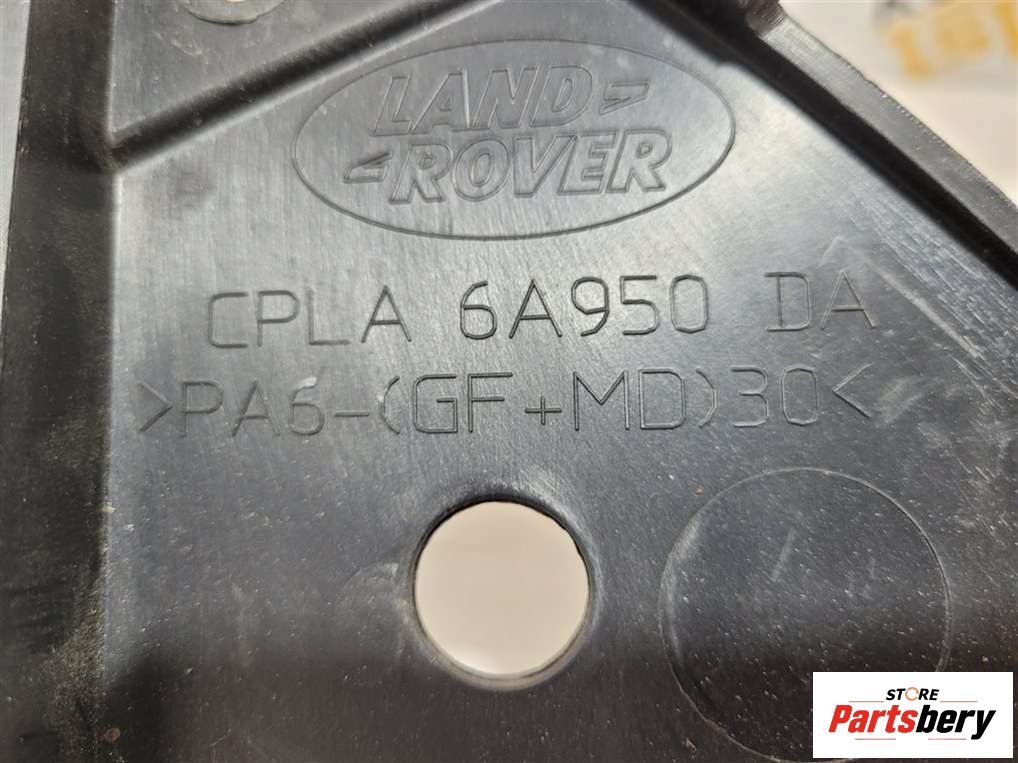 LAND
ROVER
CPLA 6A950 DA
>PA6-(GF+MD)30<
STORE
Partsbery